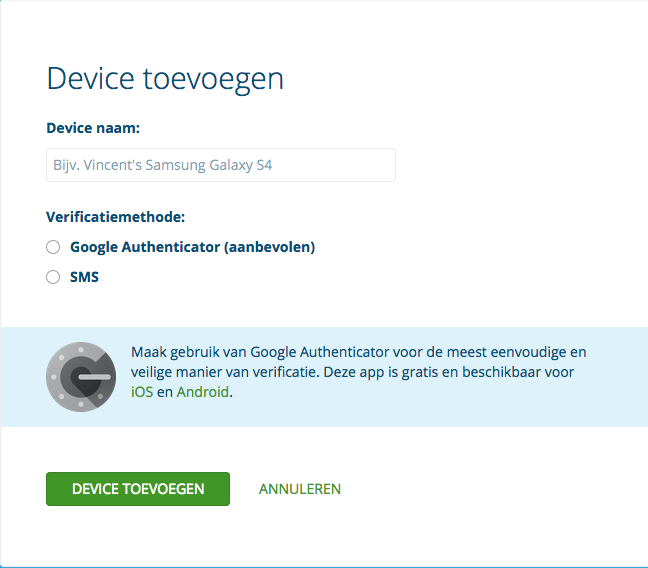 Device toevoegen
Device naam:
Bijv. Vincent's Samsung Galaxy S4
Verificatiemethode:
Google Authenticator (aanbevolen)
SMS
Maak gebruik van Google Authenticator voor de meest eenvoudige en
veilige manier van verificatie. Deze app is gratis en beschikbaar voor
iOS en Android.
DEVICE TOEVOEGEN ANNULEREN